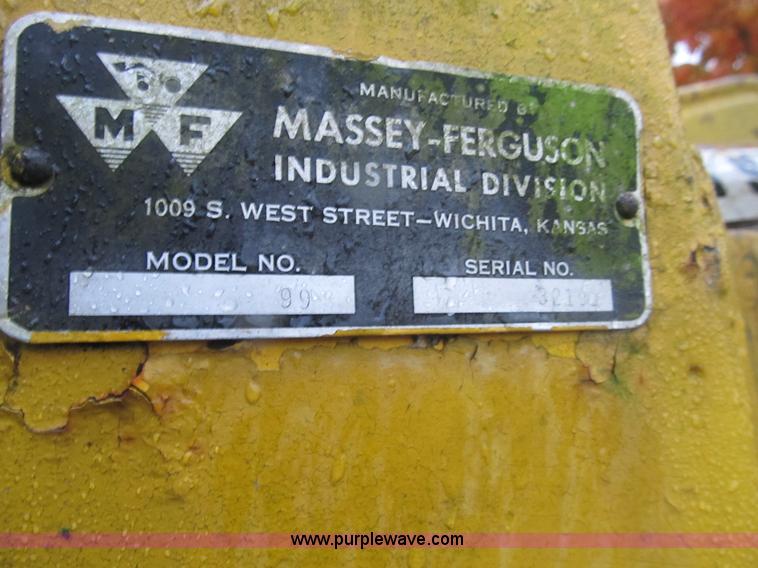 MF
MANUFACTURED BY
MASSEY-FERGUSON
INDUSTRIAL DIVISION
1009 S. WEST STREET—WICHITA, KANSAS
MODEL NO. SERIAL NO.
99
www.purplewave.com